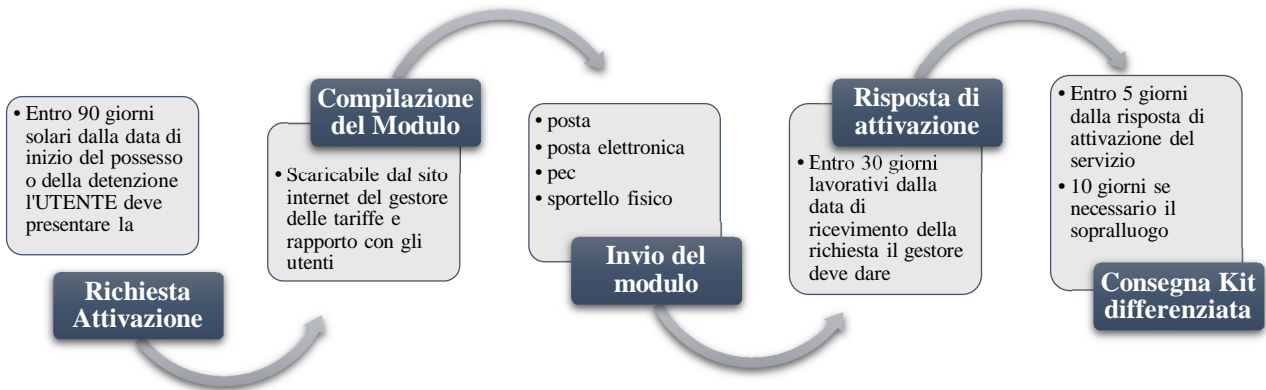 • Entro 90 giorni
solari dalla data di
inizio del possesso
o della detenzione
l'UTENTE deve
presentare la
Richiesta
Attivazione
Compilazione
del Modulo
• Scaricabile dal sito
internet del gestore
delle tariffe e
rapporto con gli
utenti
• posta
• posta elettronica
• pec
• sportello fisico
Invio del
modulo
Risposta di
attivazione
• Entro 30 giorni
lavorativi dalla
data di
ricevimento della
richiesta il gestore
deve dare
• Entro 5 giorni
dalla risposta di
attivazione del
servizio
• 10 giorni se
necessario il
sopralluogo
Consegna Kit
differenziata